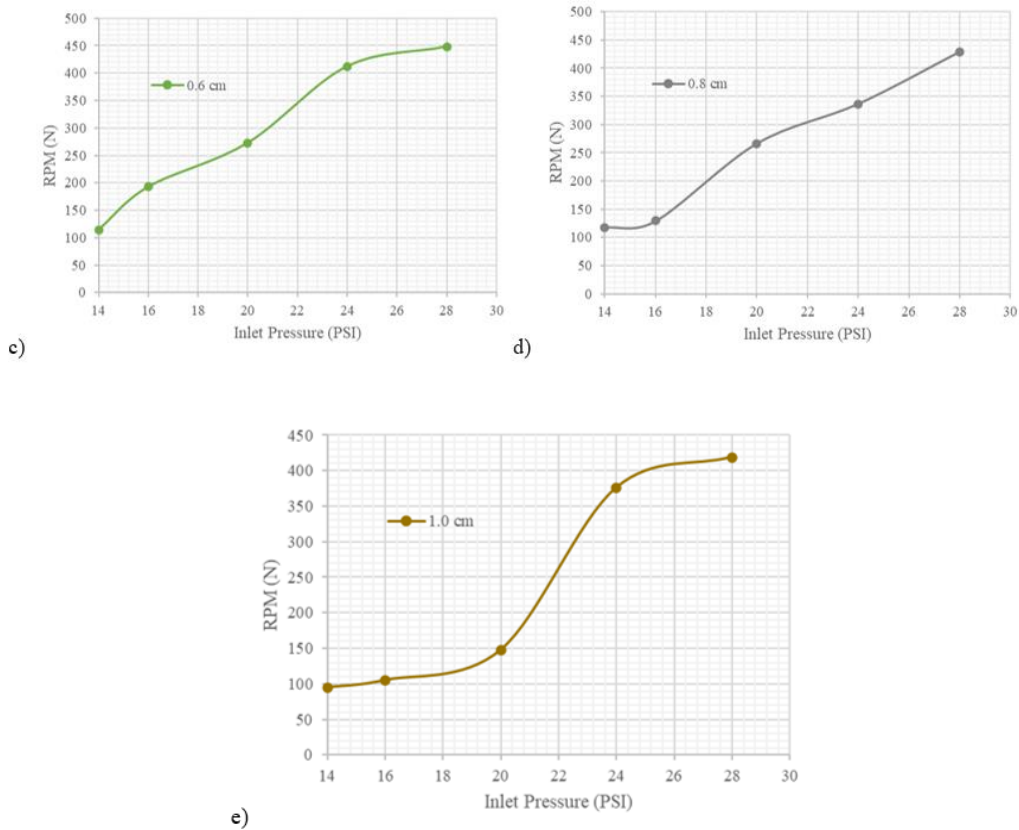 500
450
400
350
300
250
200
150
100
50
0
RPM (N)
0.6 cm
14 16 18 20 22 24 26 28 30
Inlet Pressure (PSI)
c)
500
450
400
350
300
250
200
150
100
50
0
RPM (N)
0.8 cm
14 16 18 20 22 24 26 28 30
Inlet Pressure (PSI)
d)
450
400
350
300
250
200
150
100
50
0
RPM (N)
1.0 cm
14 16 18 20 22 24 26 28 30
Inlet Pressure (PSI)
e)